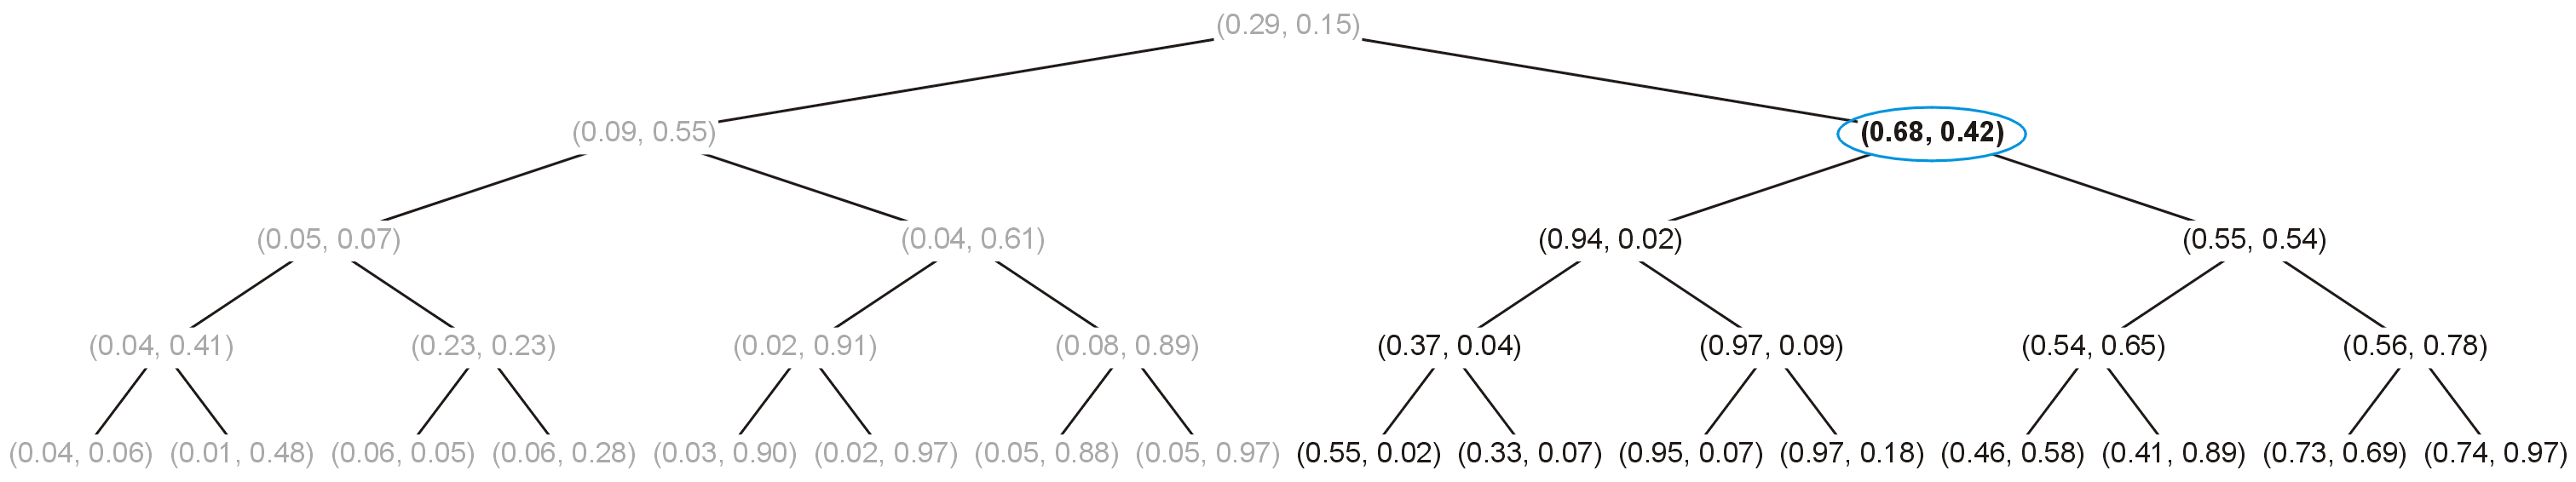 (0.29, 0.15)
(0.09, 0.55) (0.68, 0.42)
(0.05, 0.07) (0.04, 0.61) (0.94, 0.02) (0.55, 0.54)
(0.04, 0.41) (0.23, 0.23) (0.02, 0.91) (0.08, 0.89) (0.37, 0.04) (0.97, 0.09) (0.54, 0.65) (0.56, 0.78)
(0.04, 0.06) (0.01, 0.48) (0.06, 0.05) (0.06, 0.28) (0.03, 0.90) (0.02, 0.97) (0.05, 0.88) (0.05, 0.97) (0.55, 0.02) (0.33, 0.07) (0.95, 0.07) (0.97, 0.18) (0.46, 0.58) (0.41, 0.89) (0.73, 0.69) (0.74, 0.97)